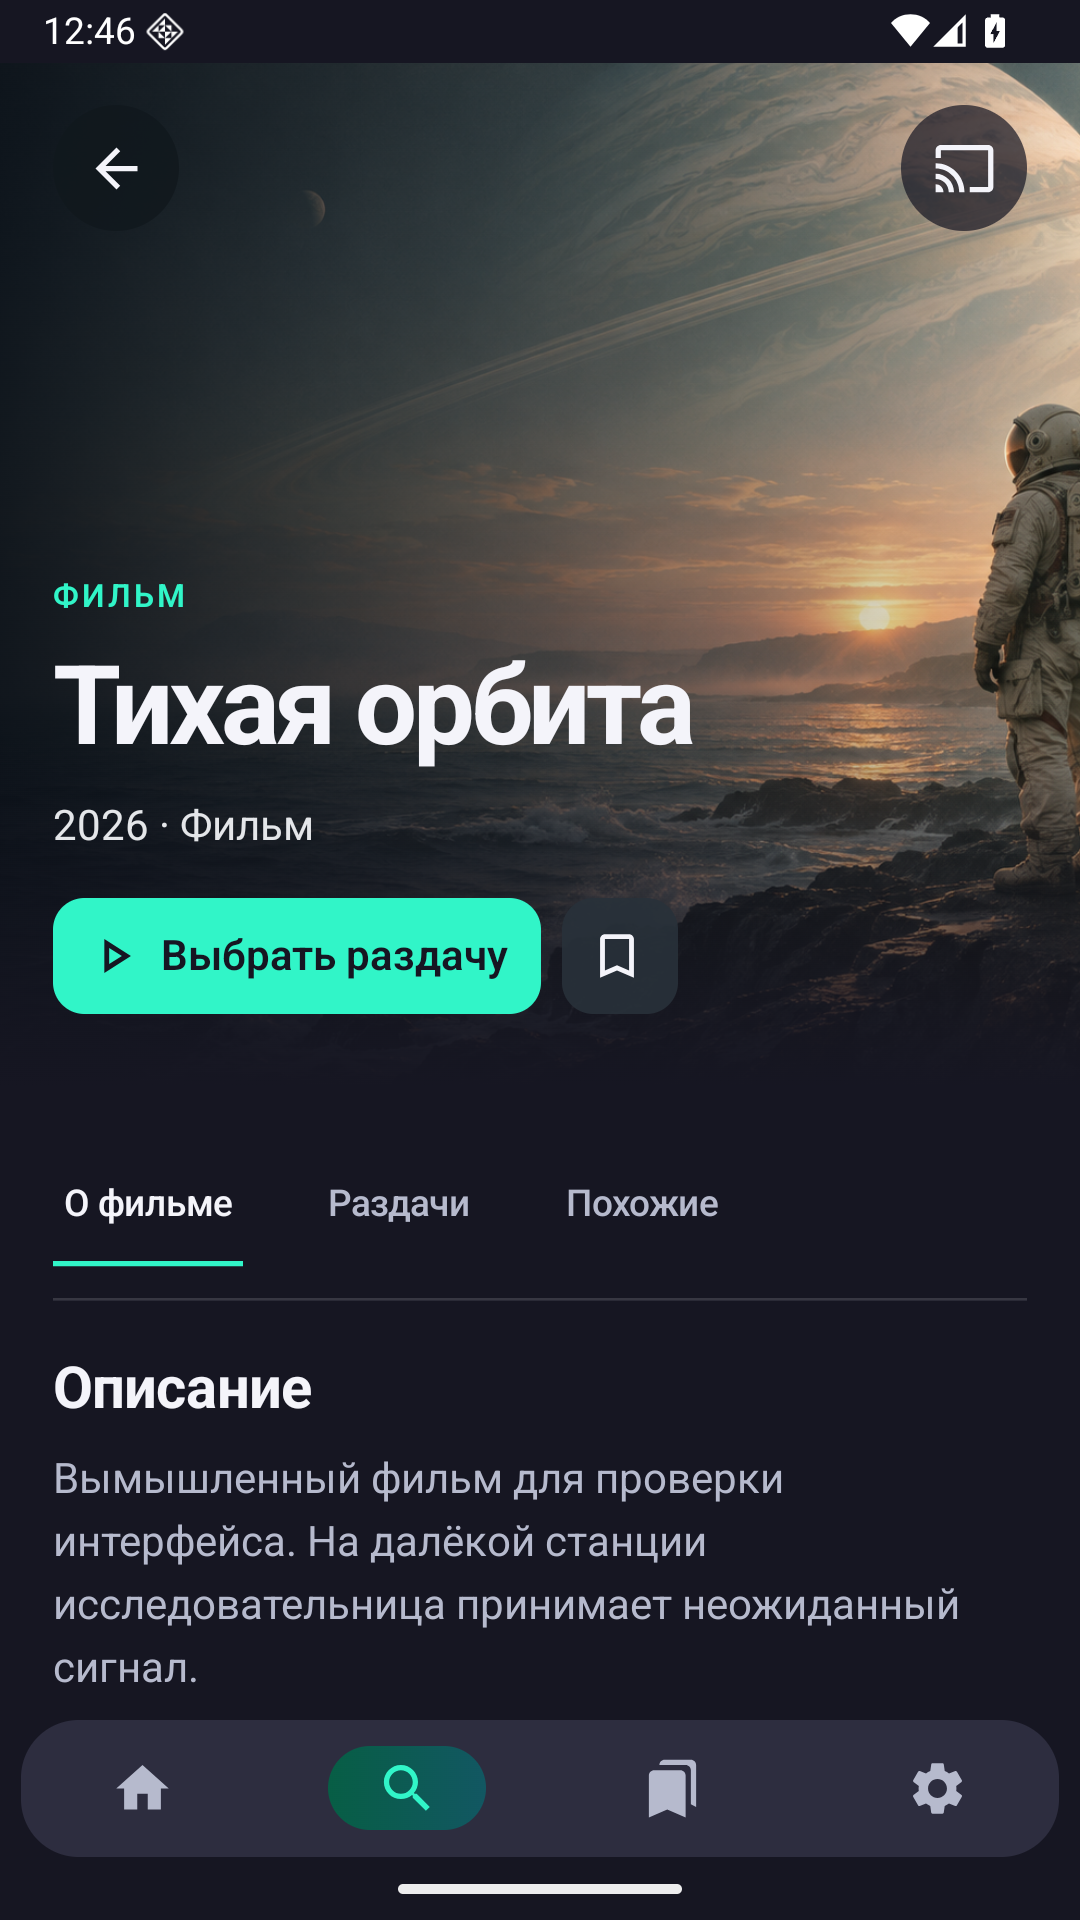 12:46
ФИЛЬМ
Тихая орбита
2026 · Фильм
Выбрать раздачу
О фильме
Раздачи
Похожие
Описание
Вымышленный фильм для проверки
интерфейса. На далёкой станции
исследовательница принимает неожиданный
сигнал.